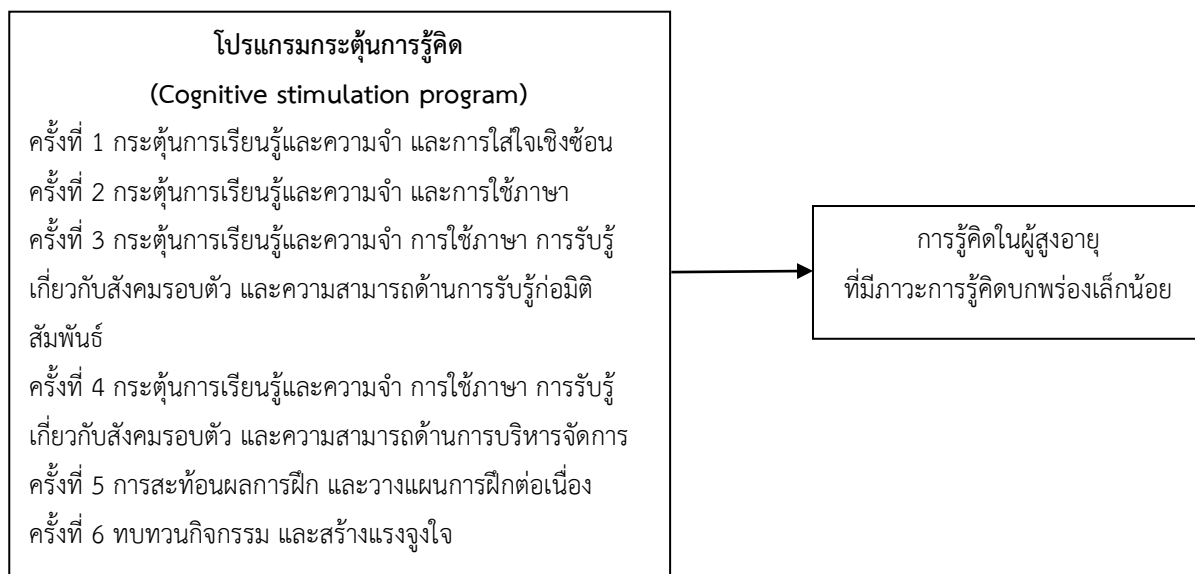 โปรแกรมกระตุ้นการรู้คิด
(Cognitive stimulation program)
ครั้งที่ 1 กระตุ้นการเรียนรู้และความจำ และการใส่ใจเชิงซ้อน
ครั้งที่ 2 กระตุ้นการเรียนรู้และความจำ และการใช้ภาษา
ครั้งที่ 3 กระตุ้นการเรียนรู้และความจำ การใช้ภาษา การรับรู้
เกี่ยวกับสังคมรอบตัว และความสามารถด้านการรับรู้ก่อมิติ
สัมพันธ์
ครั้งที่ 4 กระตุ้นการเรียนรู้และความจำ การใช้ภาษา การรับรู้
เกี่ยวกับสังคมรอบตัว และความสามารถด้านการบริหารจัดการ
ครั้งที่ 5 การสะท้อนผลการฝึก และวางแผนการฝึกต่อเนื่อง
ครั้งที่ 6 ทบทวนกิจกรรม และสร้างแรงจูงใจ
การรู้คิดในผู้สูงอายุ
ที่มีภาวะการรู้คิดบกพร่องเล็กน้อย